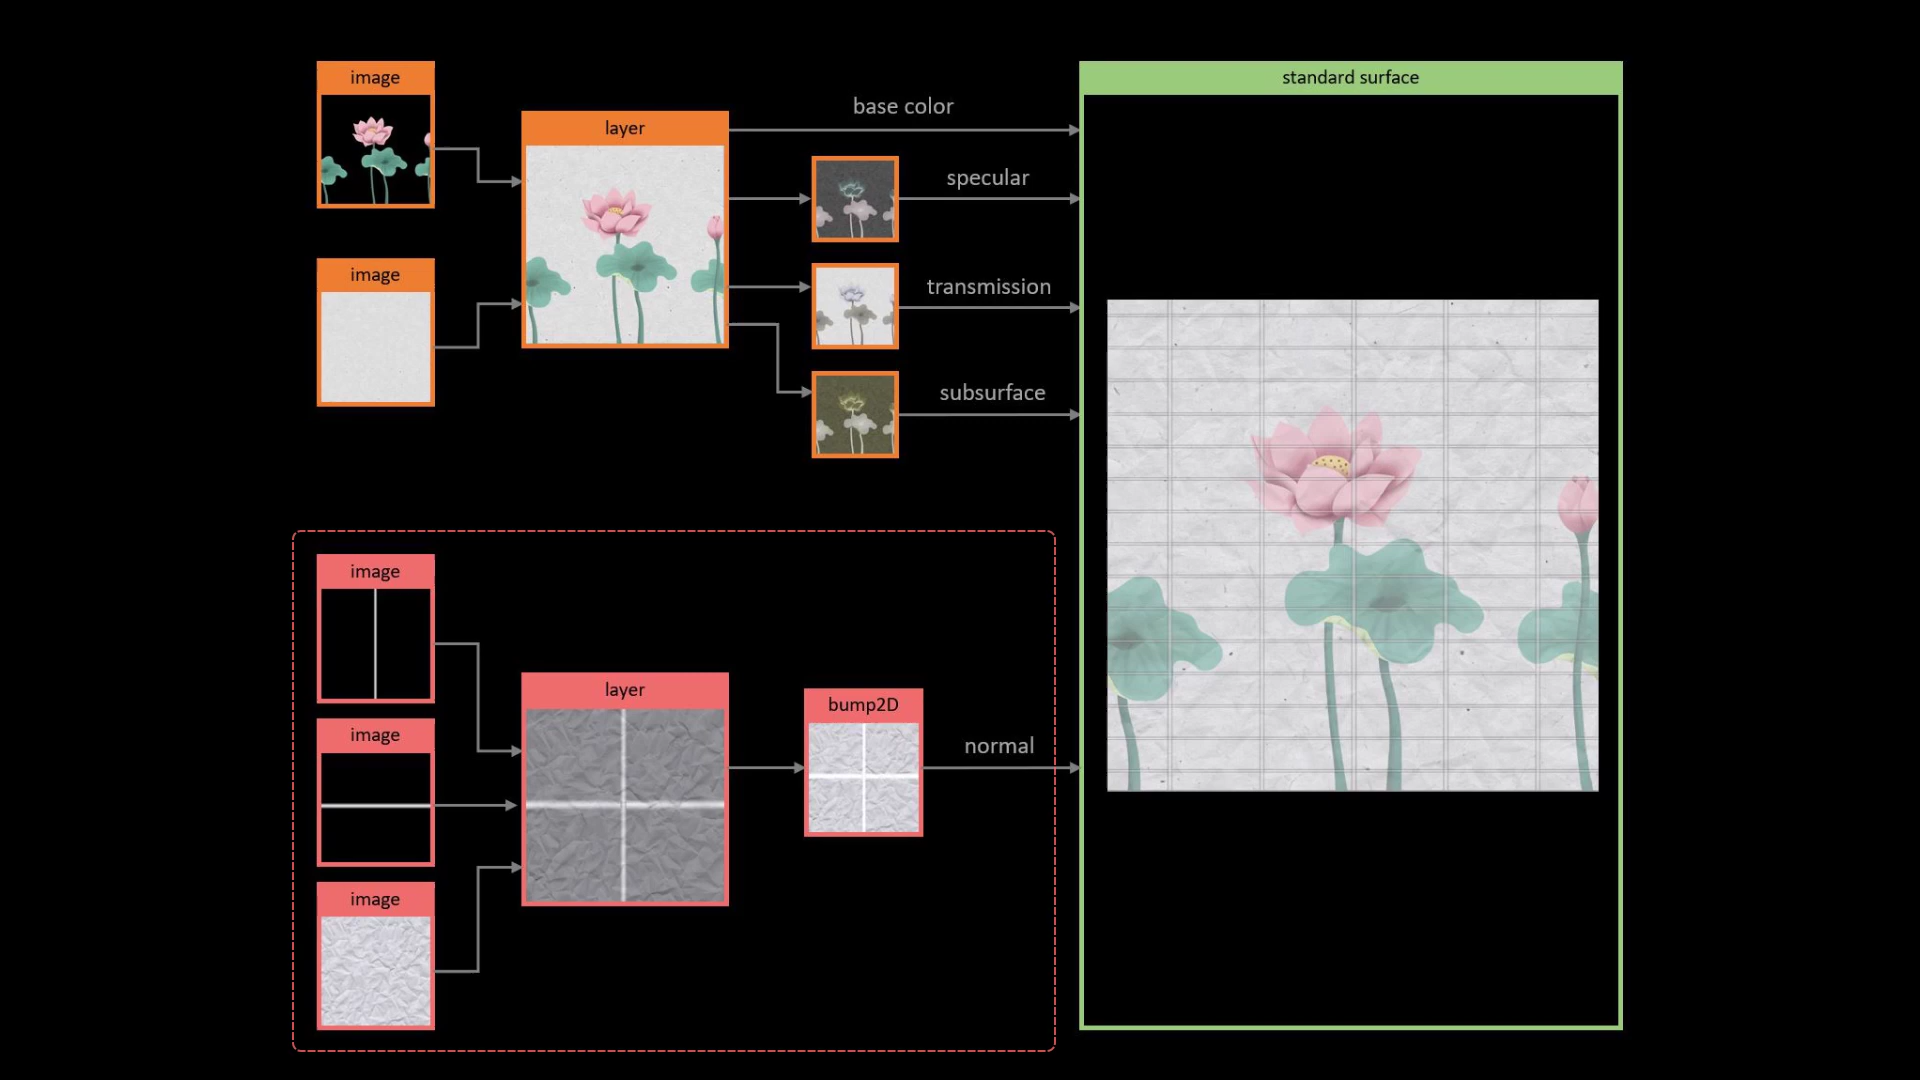 image
standard surface
base color
layer
specular
image
transmission
subsurface
image
layer
bump2D
image
normal
image